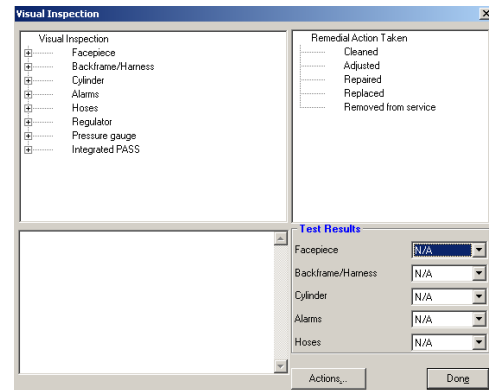 Visual Inspection
Visual Inspection
Facepiece
Backframe/Harness
Cylinder
Alarms
Hoses
Regulator
Pressure gauge
Integrated PASS
Remedial Action Taken
Cleaned
Adjusted
Repaired
Replaced
Removed from service
Test Results
Facepiece N/A
Backframe/Harness N/A
Cylinder N/A
Alarms N/A
Hoses N/A
Actions... Done